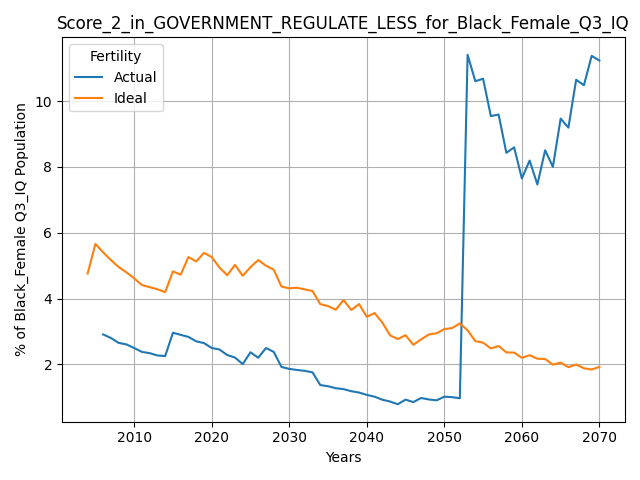 Score_2_in_GOVERNMENT_REGULATE_LESS_for_Black_Female_Q3_IQ
Fertility
Actual
Ideal
% of Black_Female Q3_IQ Population
10
8
6
4
2
2010 2020 2030 2040 2050 2060 2070
Years